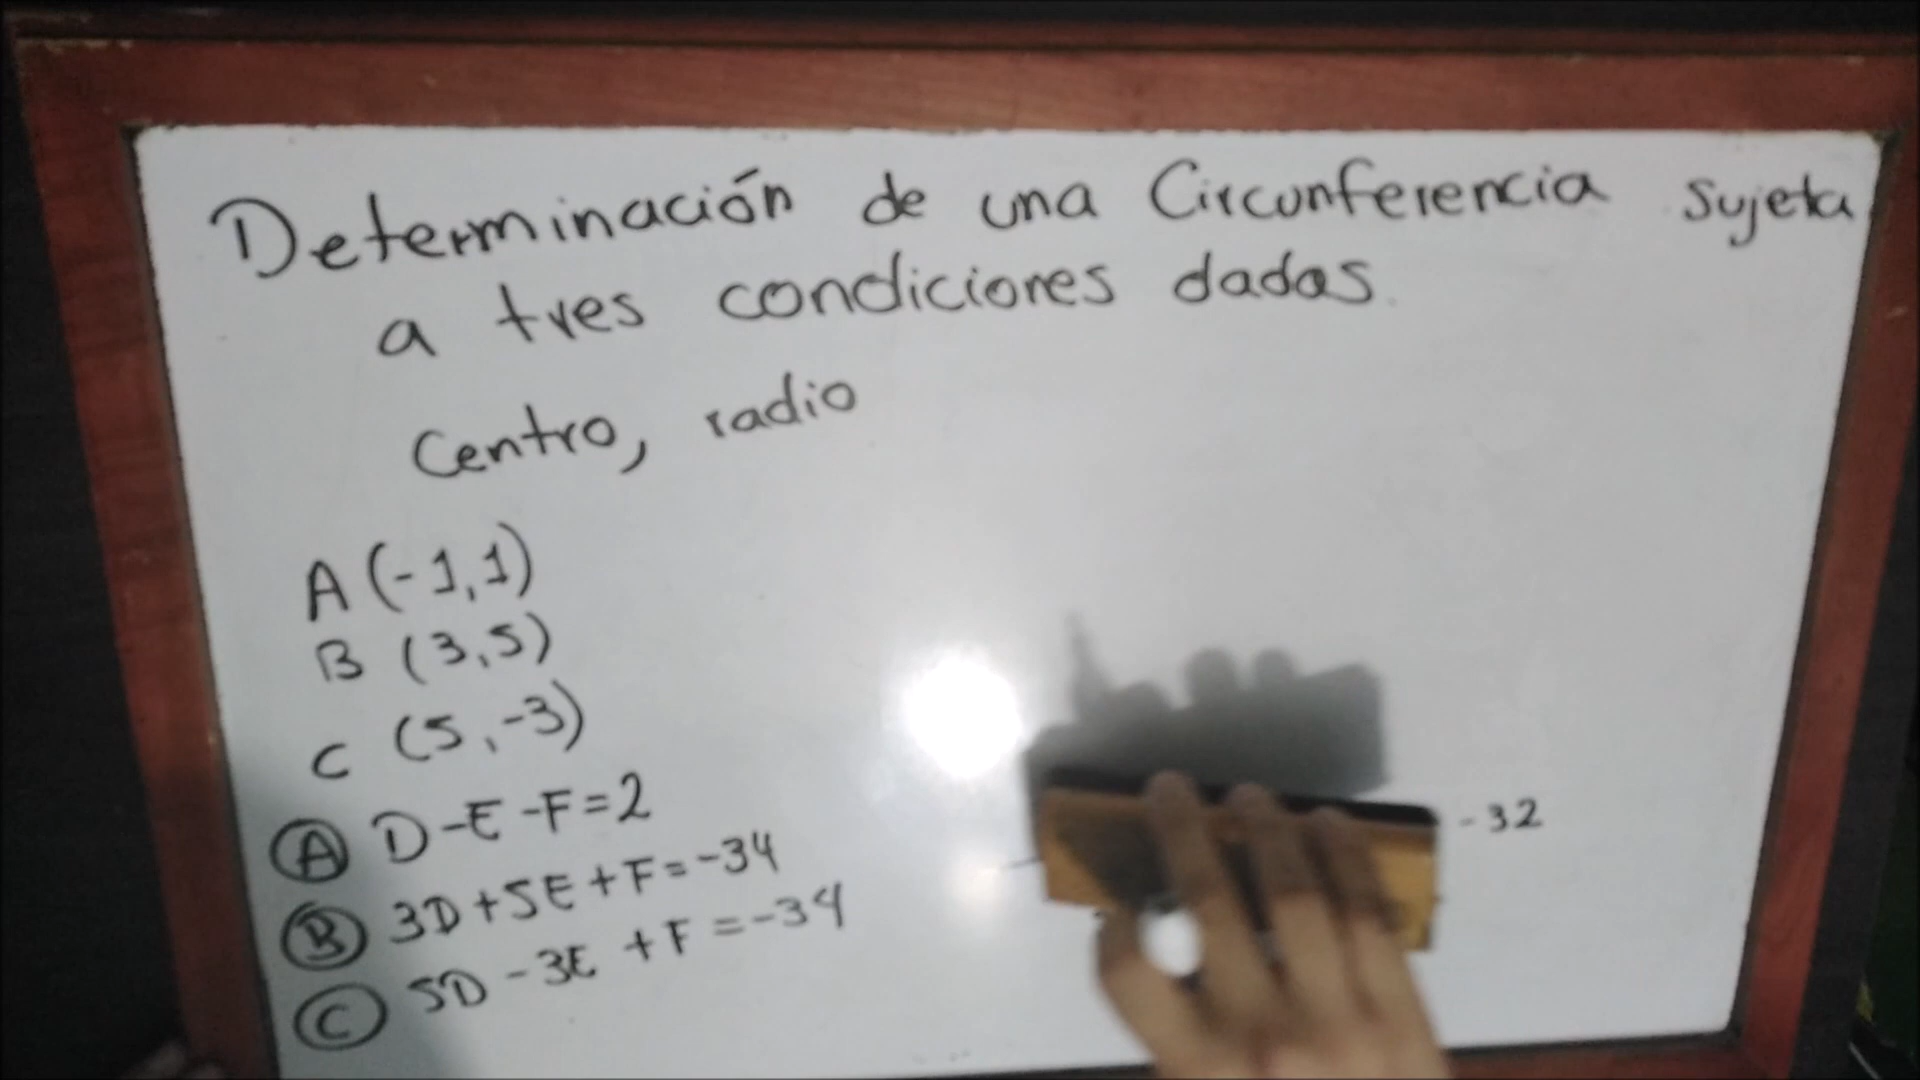 Determinación de una Circunferencia sujeta
a tres condiciones dadas.
Centro, radio
A (-1,1)
B (3,5)
C (5,-3)
A D-E-F=2
B 3D+5E+F=-34
C 5D-3E+F=-34
-32